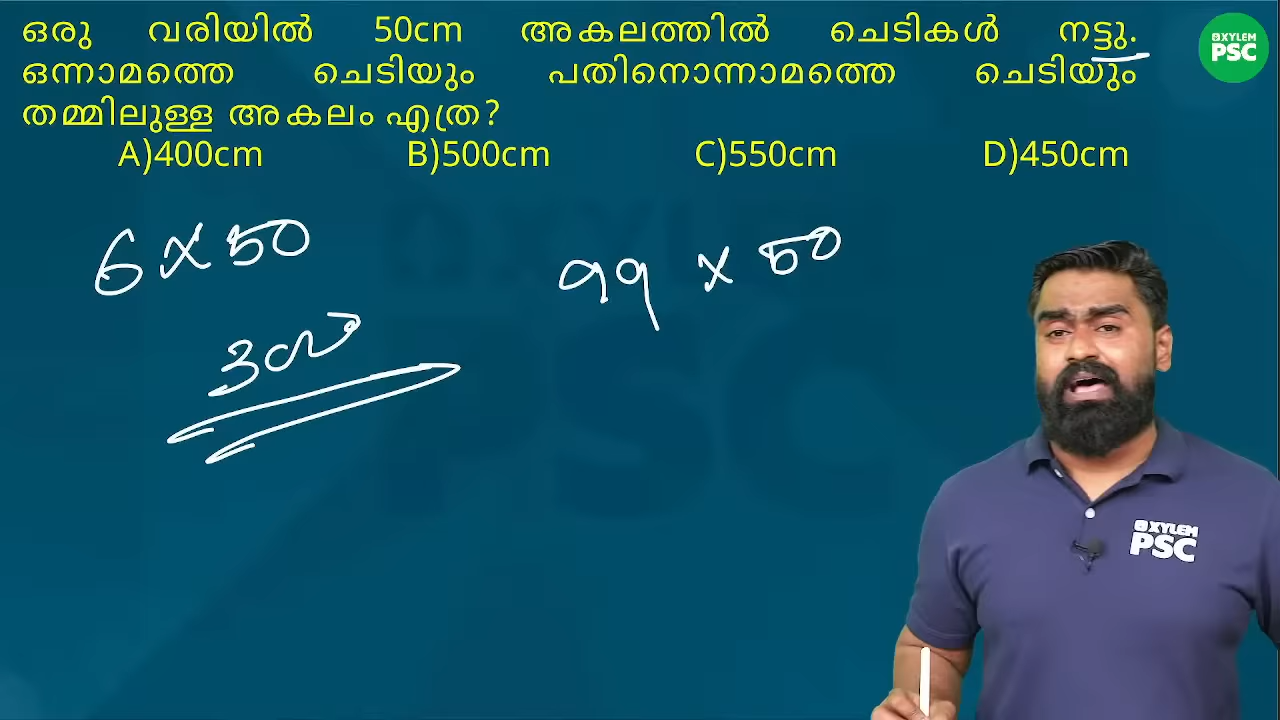 ഒരു വരിയിൽ 50cm അകലത്തിൽ ചെടികൾ നട്ടു.
ഒന്നാമത്തെ ചെടിയും പതിനൊന്നാമത്തെ ചെടിയും
തമ്മിലുള്ള അകലം എത്ര?
A)400cm B)500cm C)550cm D)450cm
6 x 50
99 x 50
300
XYLEM
PSC
XYLEM
PSC